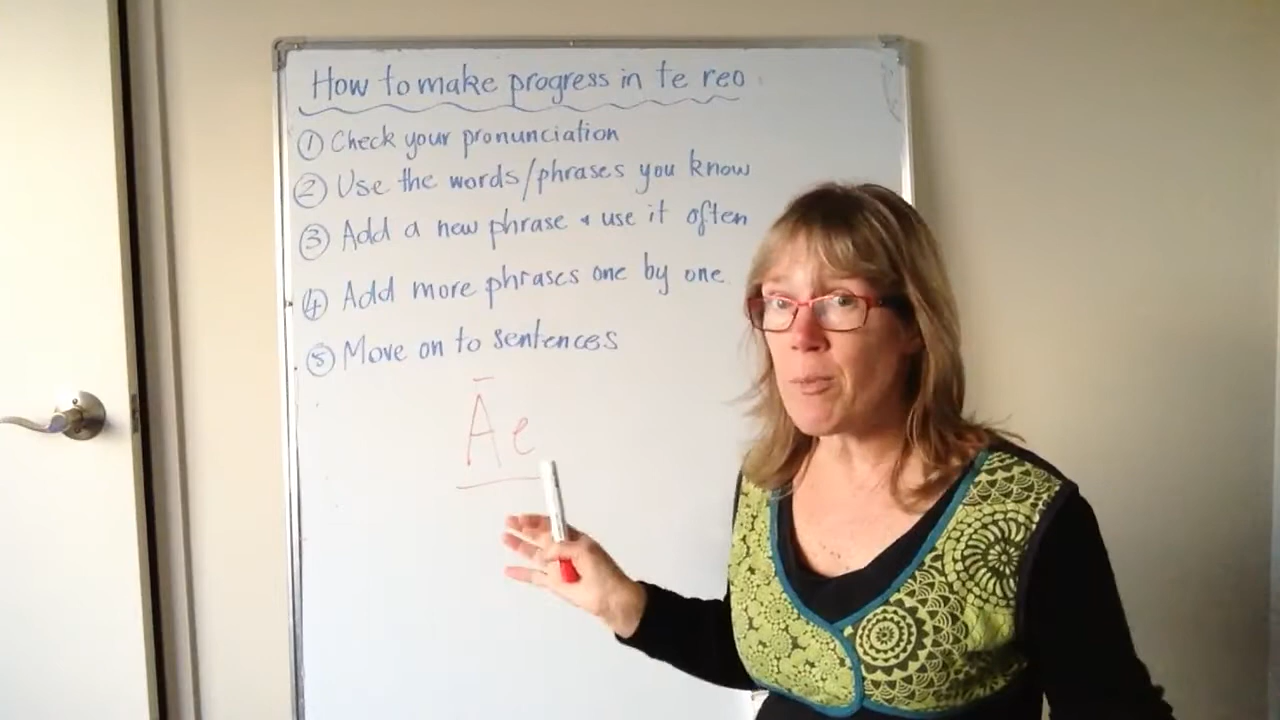 How to make progress in te reo
① Check your pronunciation
② Use the words/phrases you know
③ Add a new phrase & use it often
④ Add more phrases one by one
⑤ Move on to sentences
Āe